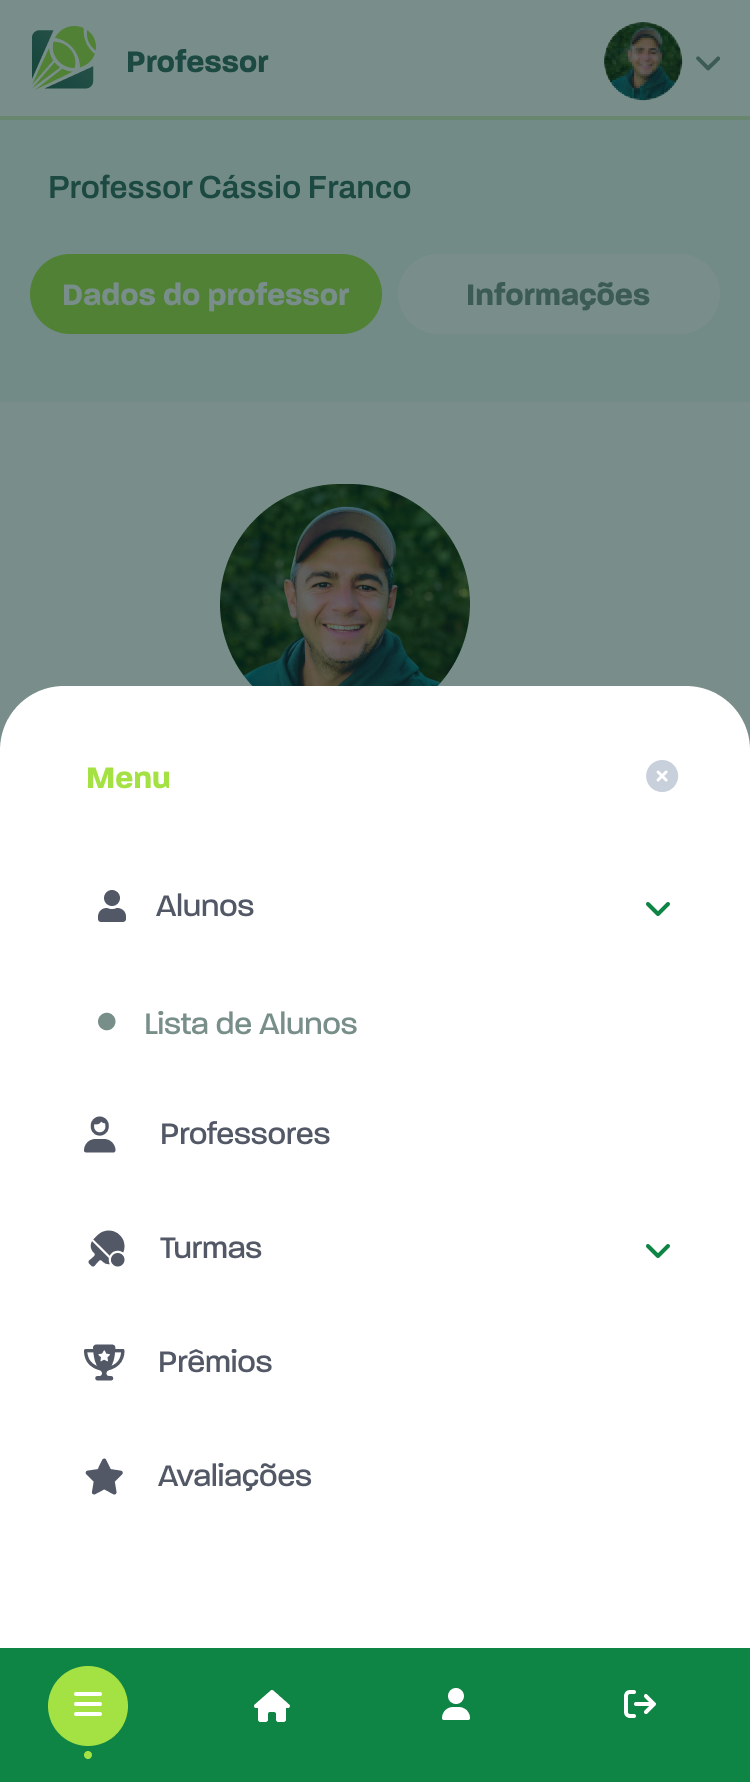 Professor
Professor Cássio Franco
Dados do professor
Informações
Menu
Alunos
Lista de Alunos
Professores
Turmas
Prêmios
Avaliações